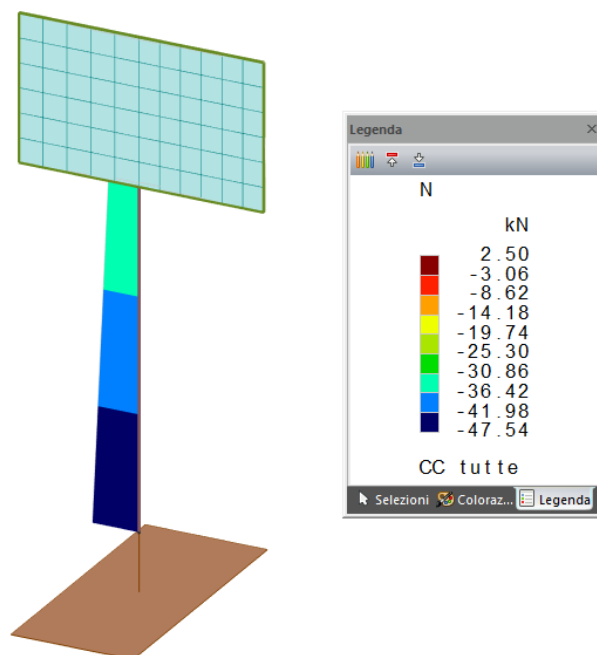 Legenda
N
kN
2.50
-3.06
-8.62
-14.18
-19.74
-25.30
-30.86
-36.42
-41.98
-47.54
CC tutte
Selezioni Coloraz... Legenda